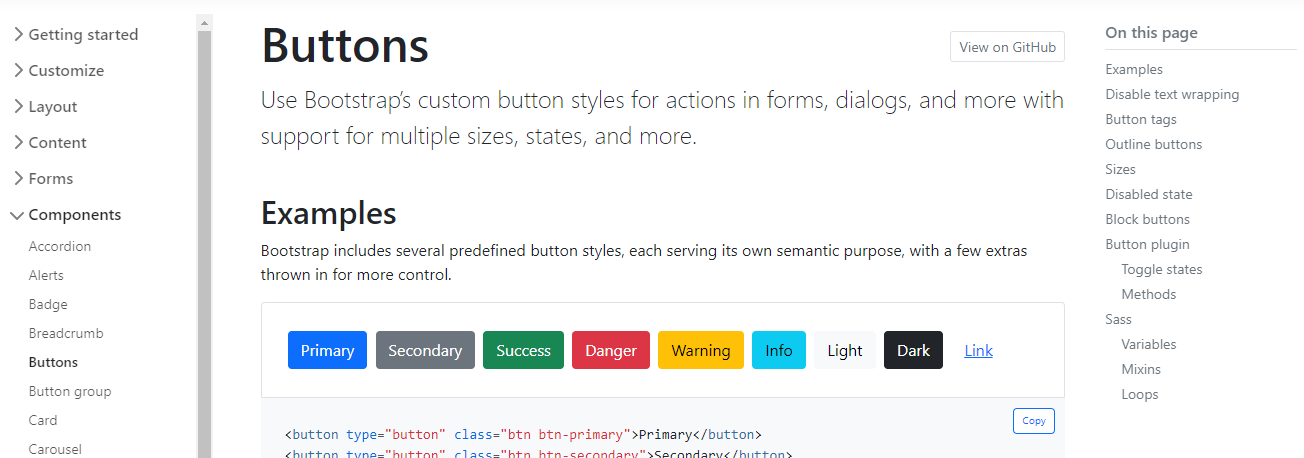 Getting started
Customize
Layout
Content
Forms
Components
Accordion
Alerts
Badge
Breadcrumb
Buttons
Button group
Card
Carousel
Buttons
View on GitHub
Use Bootstrap's custom button styles for actions in forms, dialogs, and more with
support for multiple sizes, states, and more.
Examples
Bootstrap includes several predefined button styles, each serving its own semantic purpose, with a few extras
thrown in for more control.
Primary Secondary Success Danger Warning Info Light Dark Link
Copy
<button type="button" class="btn btn-primary">Primary</button>
<button type="button" class="btn btn-secondary">Secondary</button>
On this page
Examples
Disable text wrapping
Button tags
Outline buttons
Sizes
Disabled state
Block buttons
Button plugin
Toggle states
Methods
Sass
Variables
Mixins
Loops